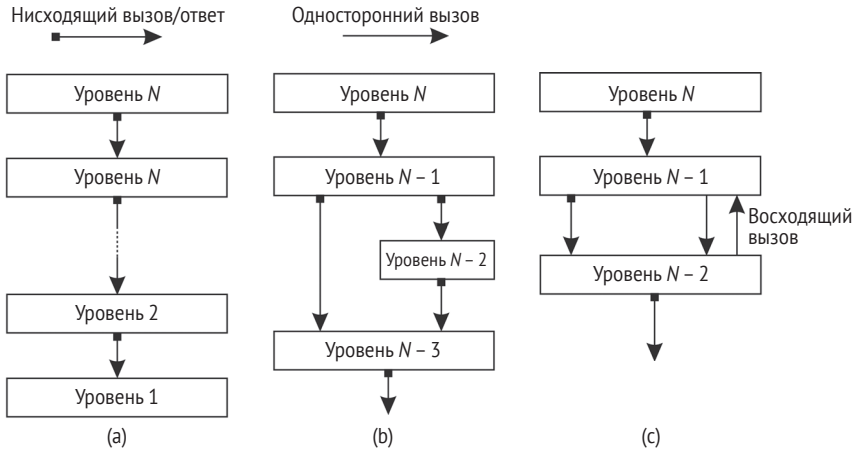 Нисходящий вызов/ответ
Односторонний вызов
Уровень N
Уровень N
Уровень 2
Уровень 1
(a)
Уровень N
Уровень N – 1
Уровень N – 2
Уровень N – 3
(b)
Уровень N
Уровень N – 1
Восходящий
вызов
Уровень N – 2
(c)